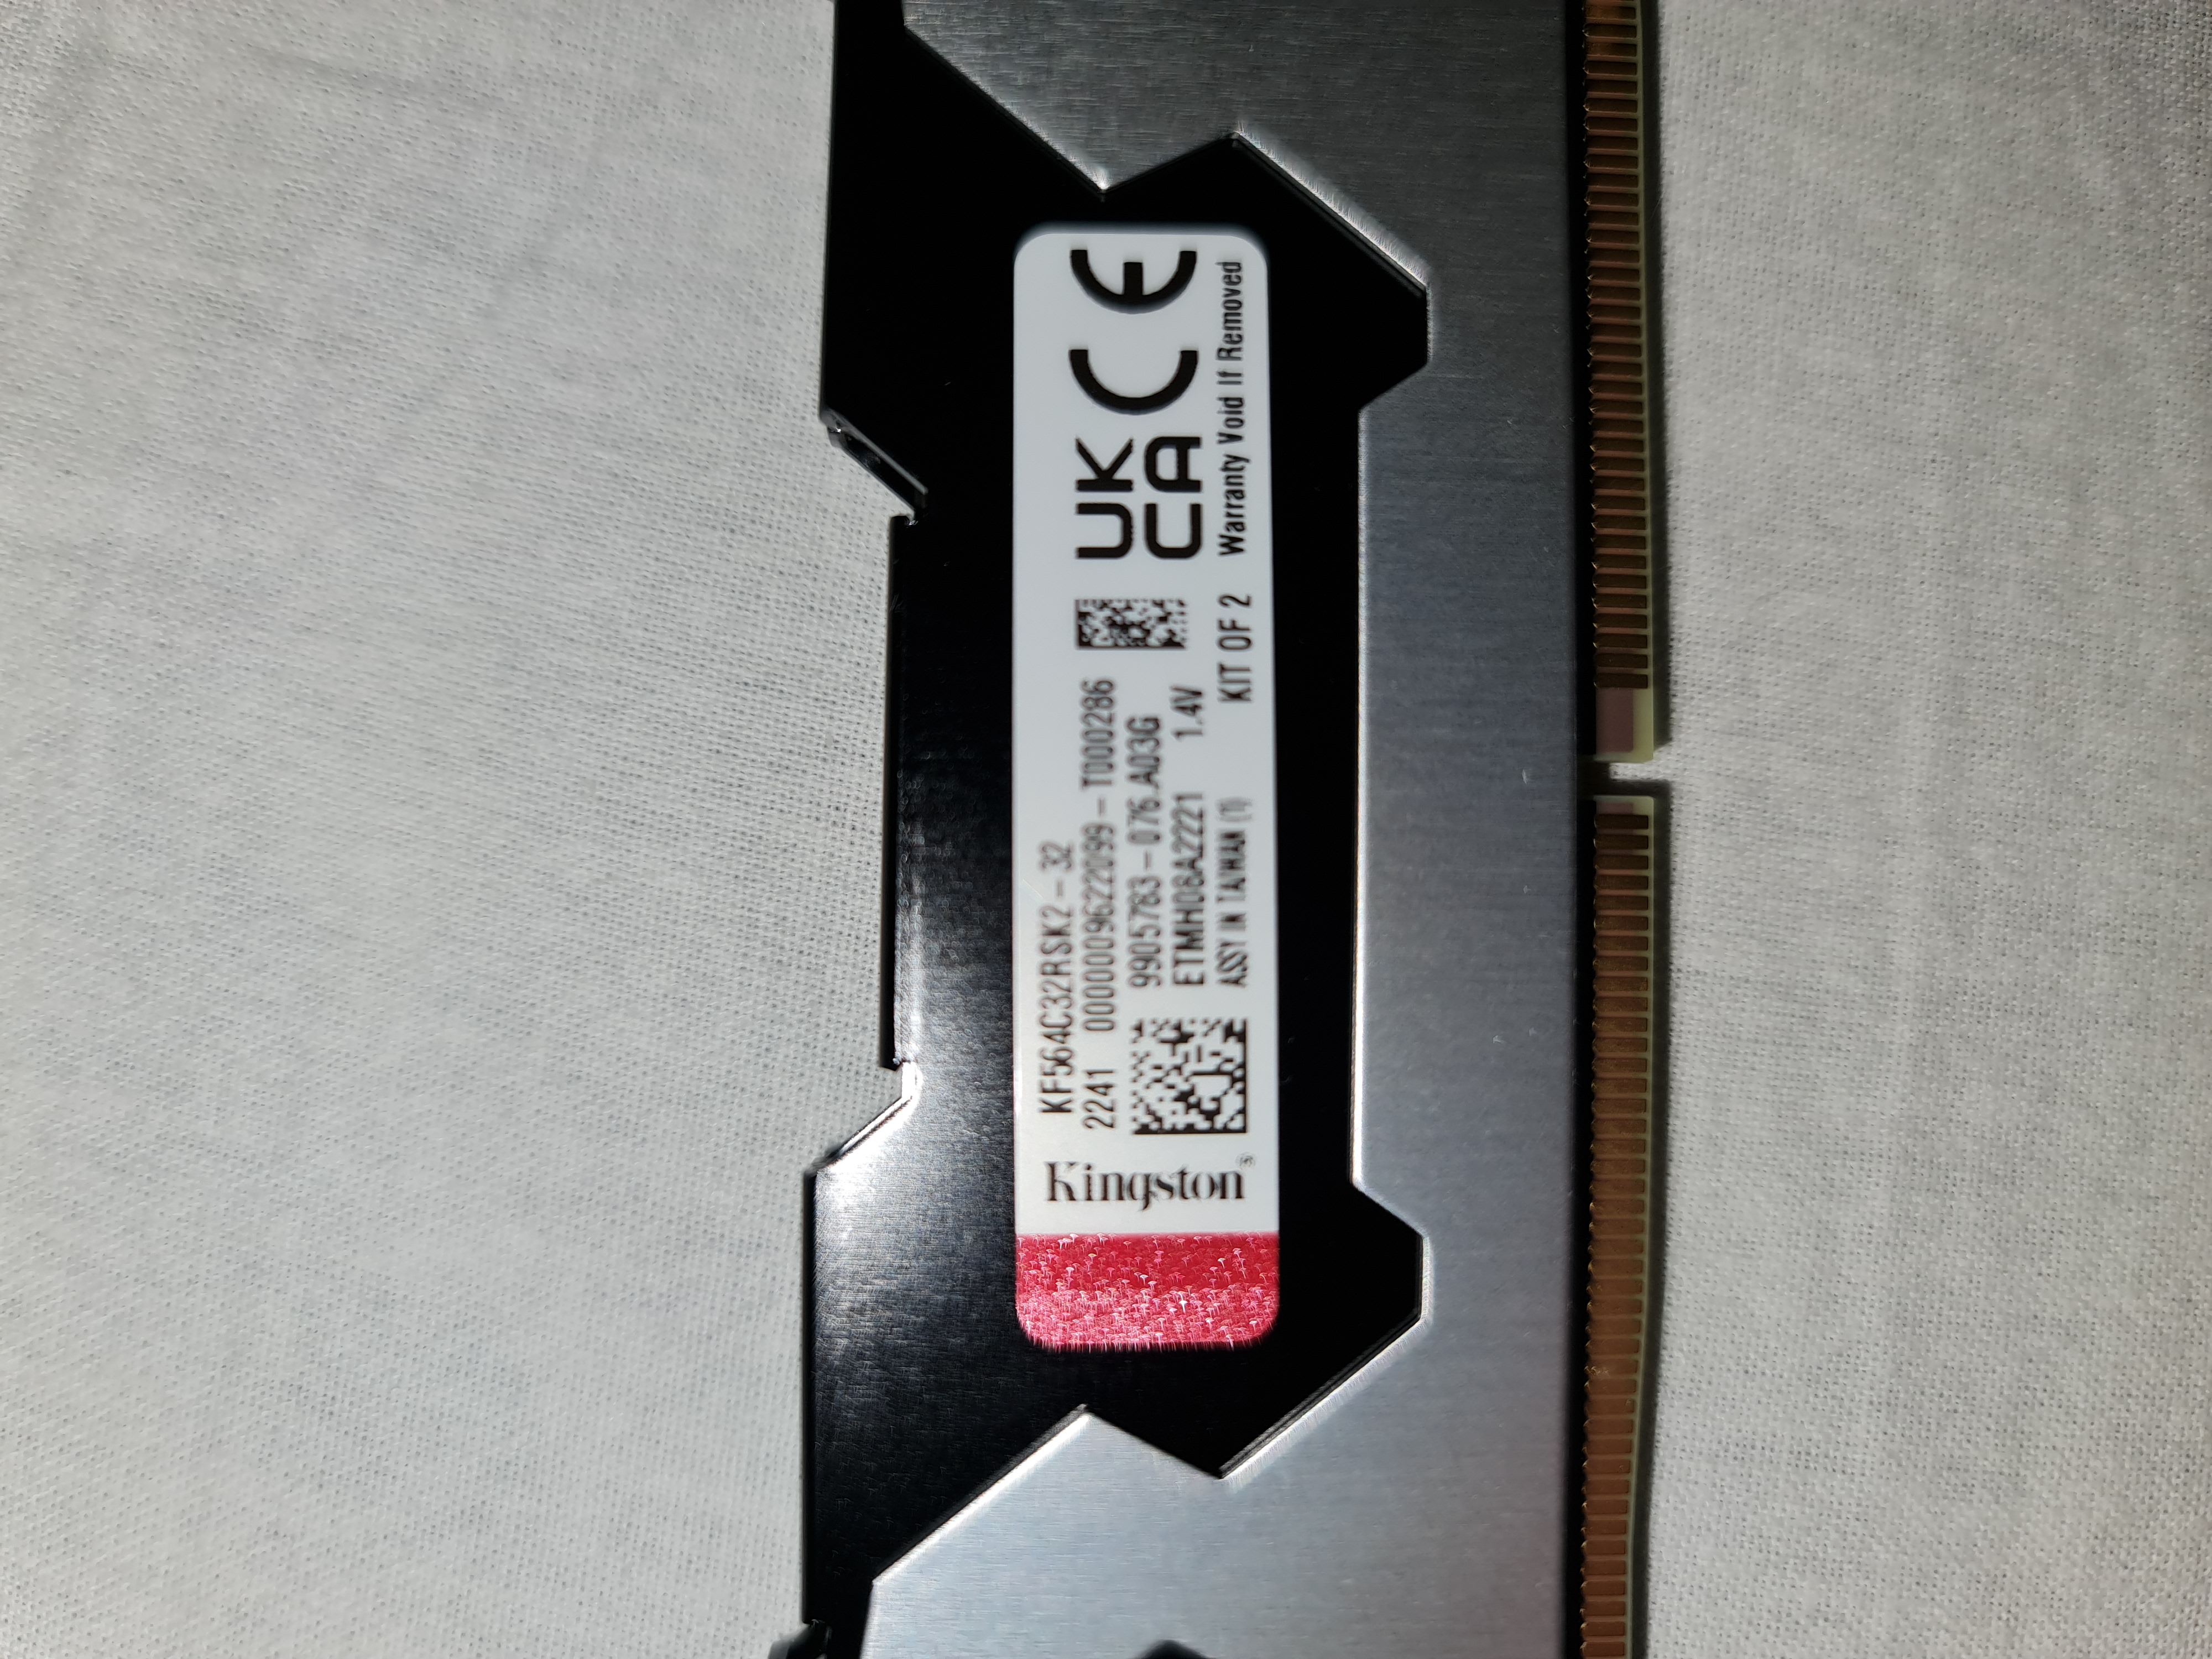 Kingston®
KF564C32RSK2-32
2241 0000009622099-T000286
9905783-076.A03G
ETMH08A2221 1.4V
ASSY IN TAIWAN (1) KIT OF 2 Warranty Void If Removed
UK
CA
CE